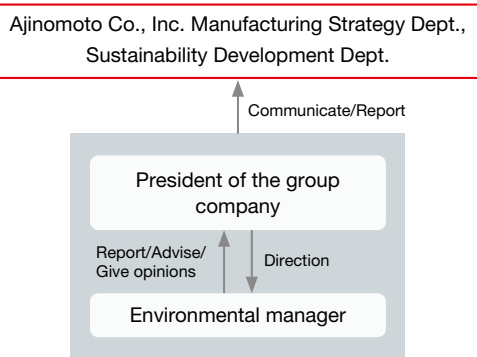 Ajinomoto Co., Inc. Manufacturing Strategy Dept.,
Sustainability Development Dept.
Communicate/Report
President of the group
company
Report/Advise/
Give opinions
Direction
Environmental manager